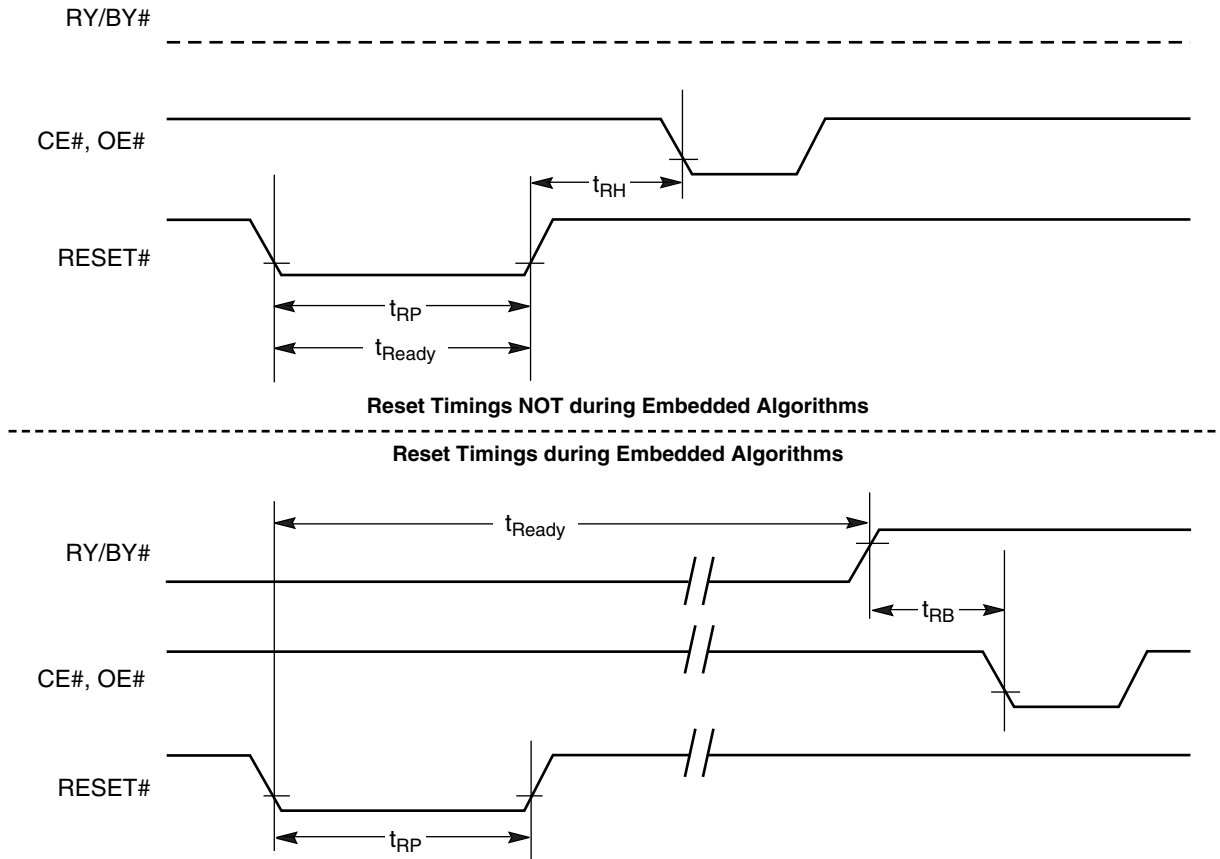 RY/BY#
CE#, OE#
tRH
RESET#
tRP
tReady
Reset Timings NOT during Embedded Algorithms
Reset Timings during Embedded Algorithms
tReady
RY/BY#
tRB
CE#, OE#
RESET#
tRP